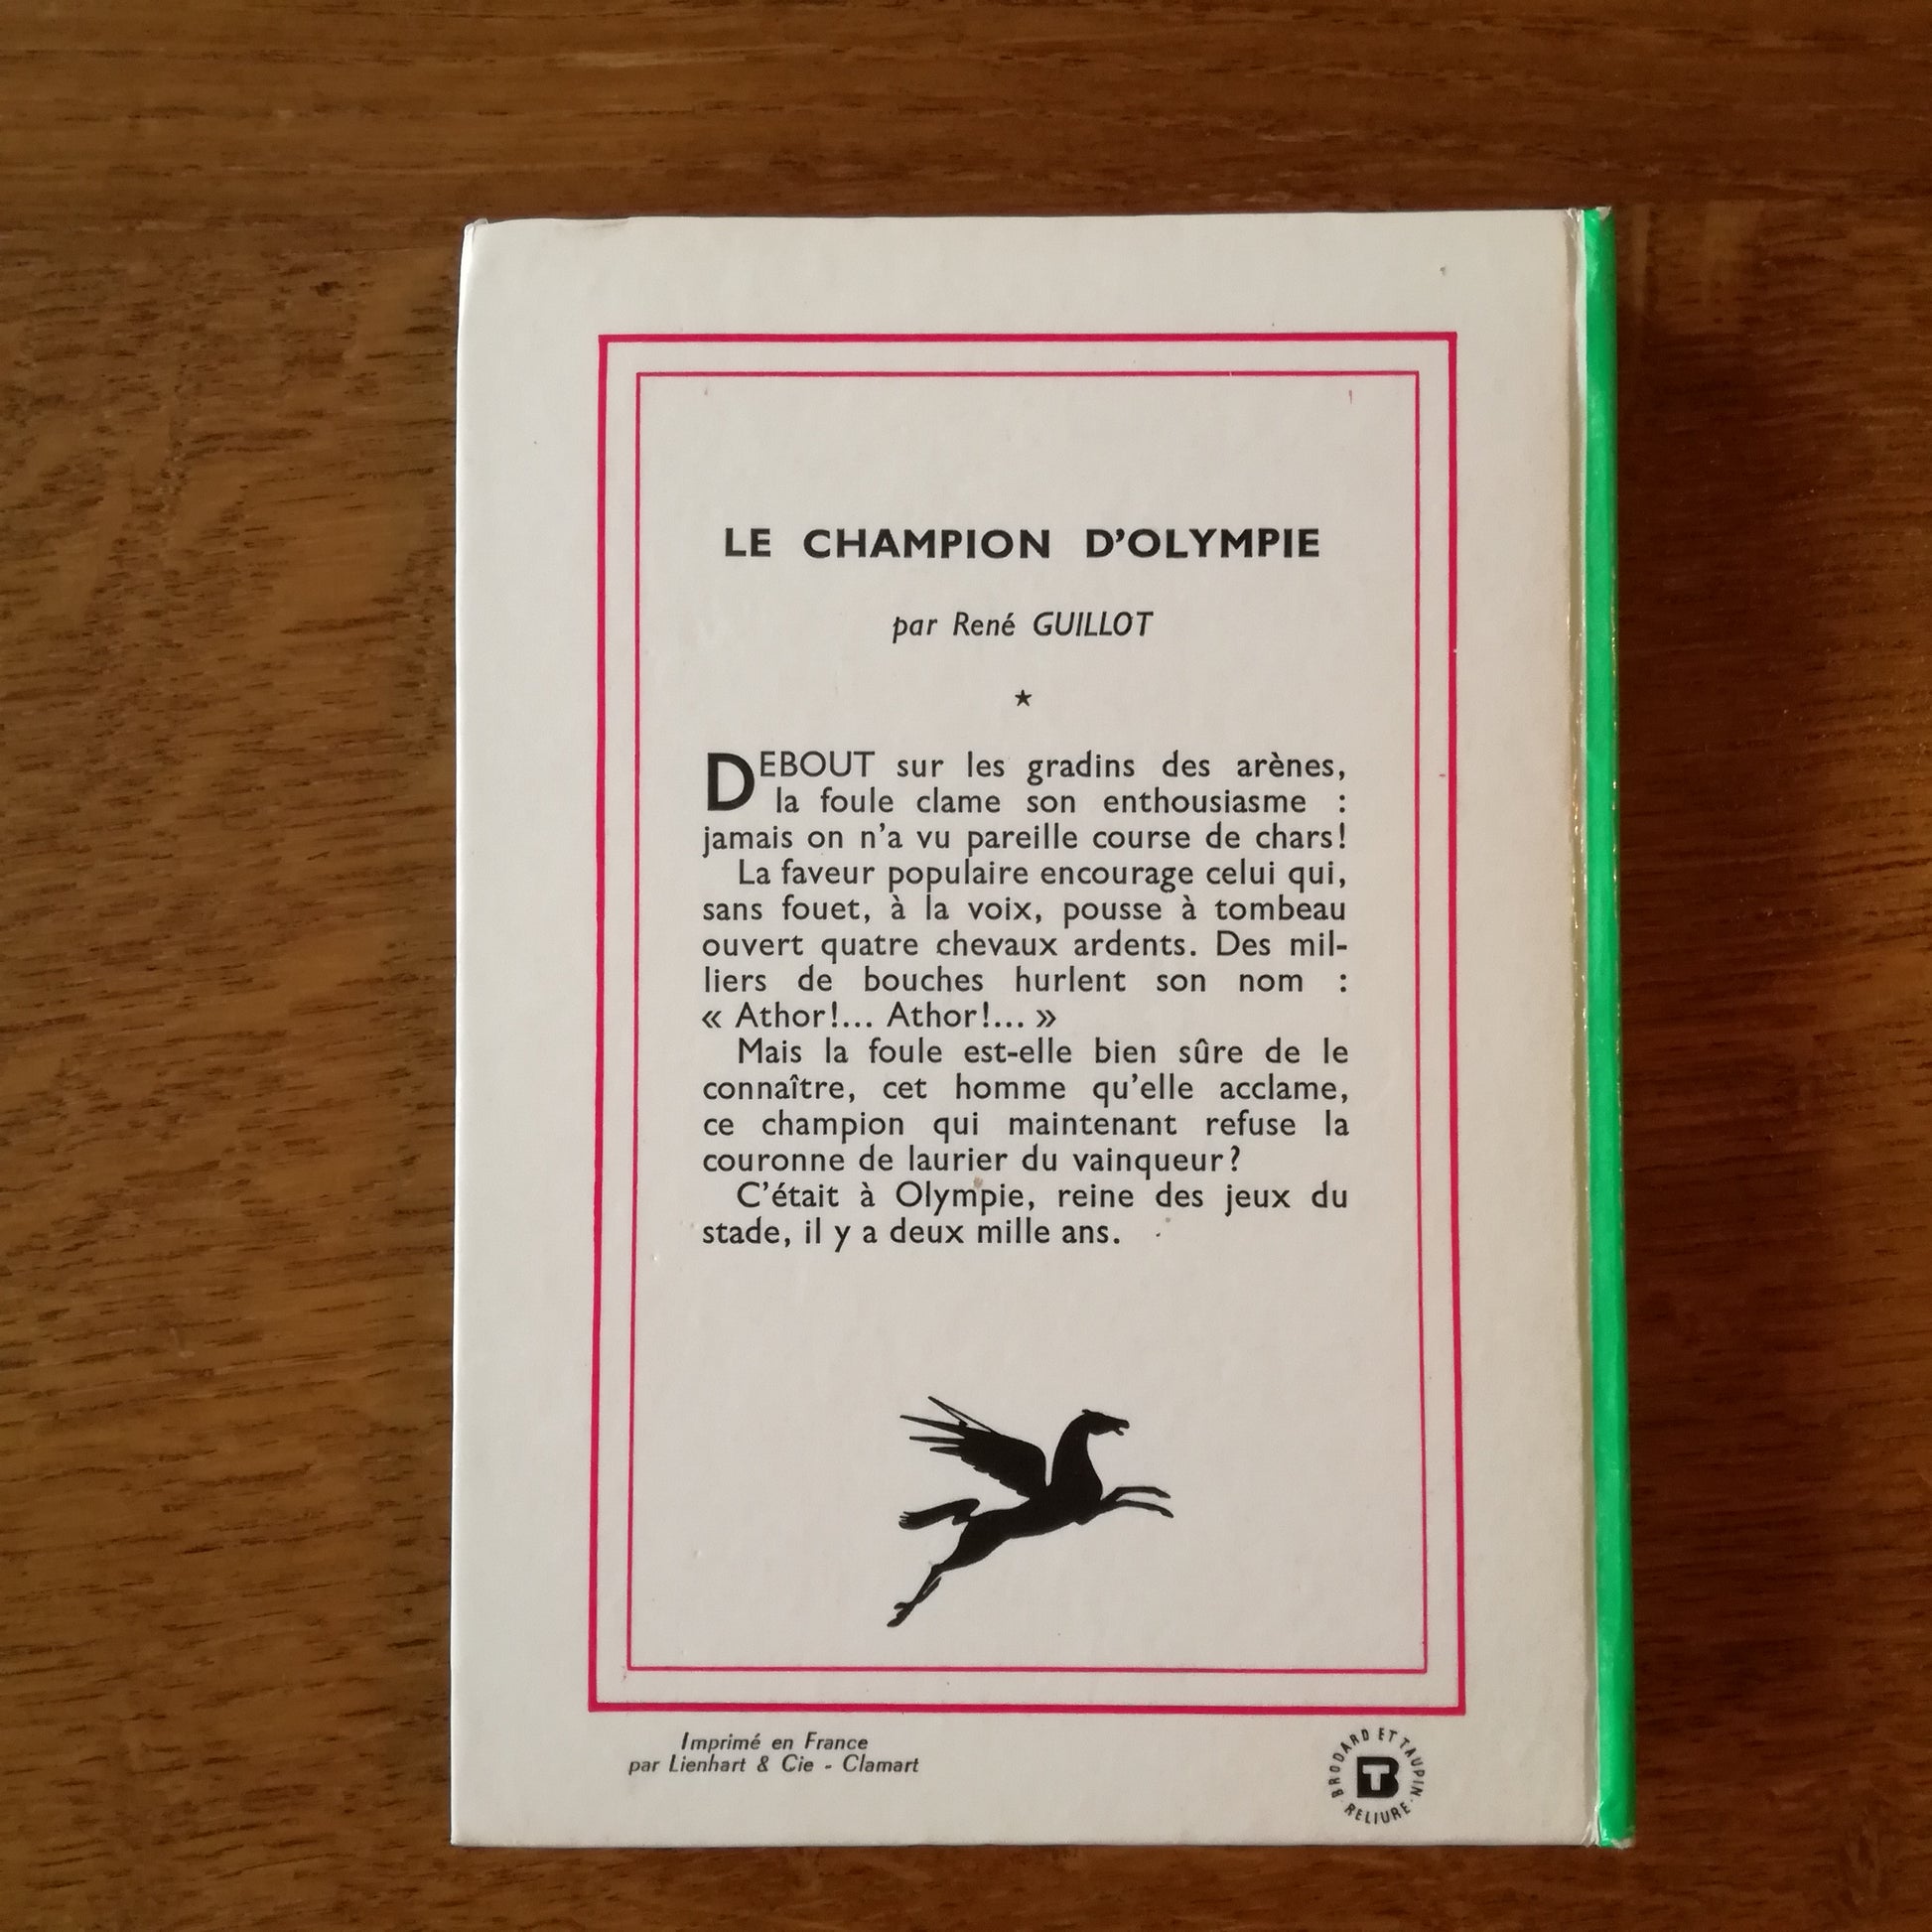 LE CHAMPION D'OLYMPIE
par René GUILLOT
★
DEBOUT sur les gradins des arènes,
la foule clame son enthousiasme :
jamais on n'a vu pareille course de chars!
La faveur populaire encourage celui qui,
sans fouet, à la voix, pousse à tombeau
ouvert quatre chevaux ardents. Des mil-
liers de bouches hurlent son nom :
« Athor!... Athor!... »
Mais la foule est-elle bien sûre de le
connaître, cet homme qu'elle acclame,
ce champion qui maintenant refuse la
couronne de laurier du vainqueur?
C'était à Olympie, reine des jeux du
stade, il y a deux mille ans.
Imprimé en France
par Lienhart & Cie - Clamart
BRODARD ET TAUPIN
BT
· RELIURE ·